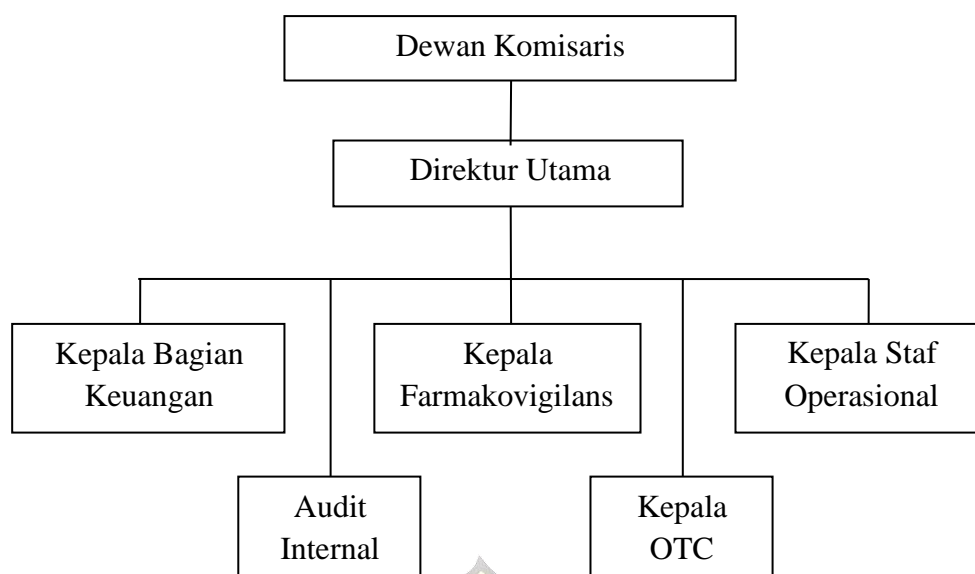 Dewan Komisaris
Direktur Utama
Kepala Bagian
Keuangan
Kepala
Farmakovigilans
Kepala Staf
Operasional
Audit
Internal
Kepala
OTC